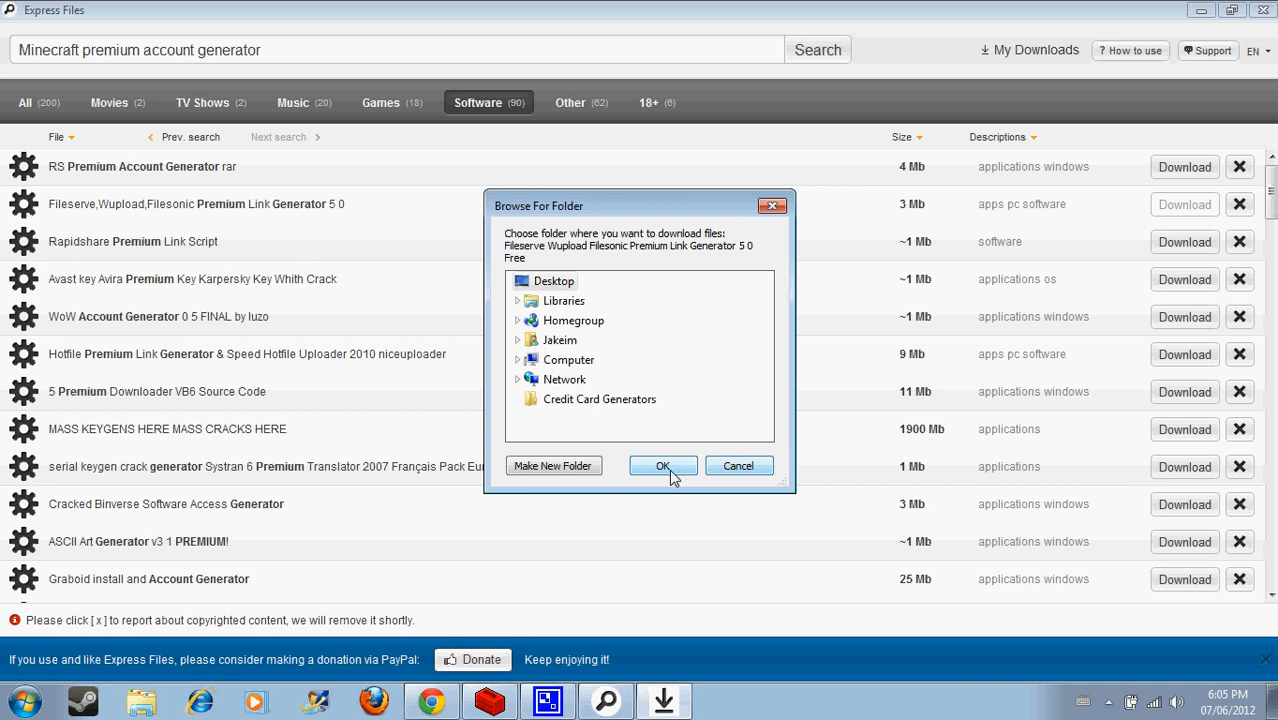 Express Files
Minecraft premium account generator
Search
My Downloads
? How to use
Support
EN
All (200)
Movies (2)
TV Shows (2)
Music (20)
Games (18)
Software (90)
Other (62)
18+ (6)
File
Prev. search
Next search
Size
Descriptions
RS Premium Account Generator rar
4 Mb
applications windows
Download
Fileserve,Wupload,Filesonic Premium Link Generator 5 0
3 Mb
apps pc software
Download
Rapidshare Premium Link Script
~1 Mb
software
Download
Avast key Avira Premium Key Karpersky Key Whith Crack
~1 Mb
applications os
Download
WoW Account Generator 0 5 FINAL by luzo
~1 Mb
applications windows
Download
Hotfile Premium Link Generator & Speed Hotfile Uploader 2010 niceuploader
9 Mb
apps pc software
Download
5 Premium Downloader VB6 Source Code
11 Mb
applications windows
Download
MASS KEYGENS HERE MASS CRACKS HERE
1900 Mb
applications
Download
serial keygen crack generator Systran 6 Premium Translator 2007 Français Pack Eur
1 Mb
applications windows
Download
Cracked Binverse Software Access Generator
3 Mb
applications windows
Download
ASCII Art Generator v3 1 PREMIUM!
~1 Mb
applications windows
Download
Graboid install and Account Generator
25 Mb
applications windows
Download
Browse For Folder
Choose folder where you want to download files:
Fileserve Wupload Filesonic Premium Link Generator 5 0
Free
Desktop
Libraries
Homegroup
Jakeim
Computer
Network
Credit Card Generators
Make New Folder
OK
Cancel
Please click [ x ] to report about copyrighted content, we will remove it shortly.
If you use and like Express Files, please consider making a donation via PayPal:
Donate
Keep enjoying it!
6:05 PM
07/06/2012